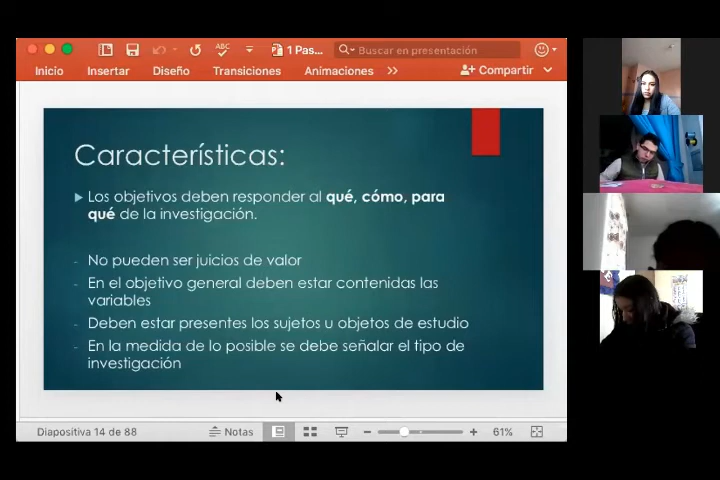 ABC
1 Pas...
Buscar en presentación
Inicio
Insertar
Diseño
Transiciones
Animaciones
Compartir
Características:
Los objetivos deben responder al qué, cómo, para
qué de la investigación.
- No pueden ser juicios de valor
- En el objetivo general deben estar contenidas las
variables
- Deben estar presentes los sujetos u objetos de estudio
- En la medida de lo posible se debe señalar el tipo de
investigación
Diapositiva 14 de 88
Notas
61%